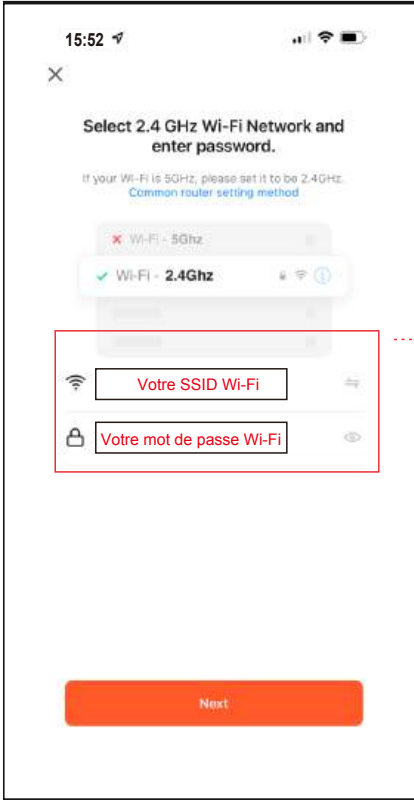 15:52
Select 2.4 GHz Wi-Fi Network and
enter password.
If your Wi-Fi is 5GHz, please set it to be 2.4GHz.
Common router setting method
Wi-Fi - 5Ghz
Wi-Fi - 2.4Ghz
Votre SSID Wi-Fi
Votre mot de passe Wi-Fi
Next